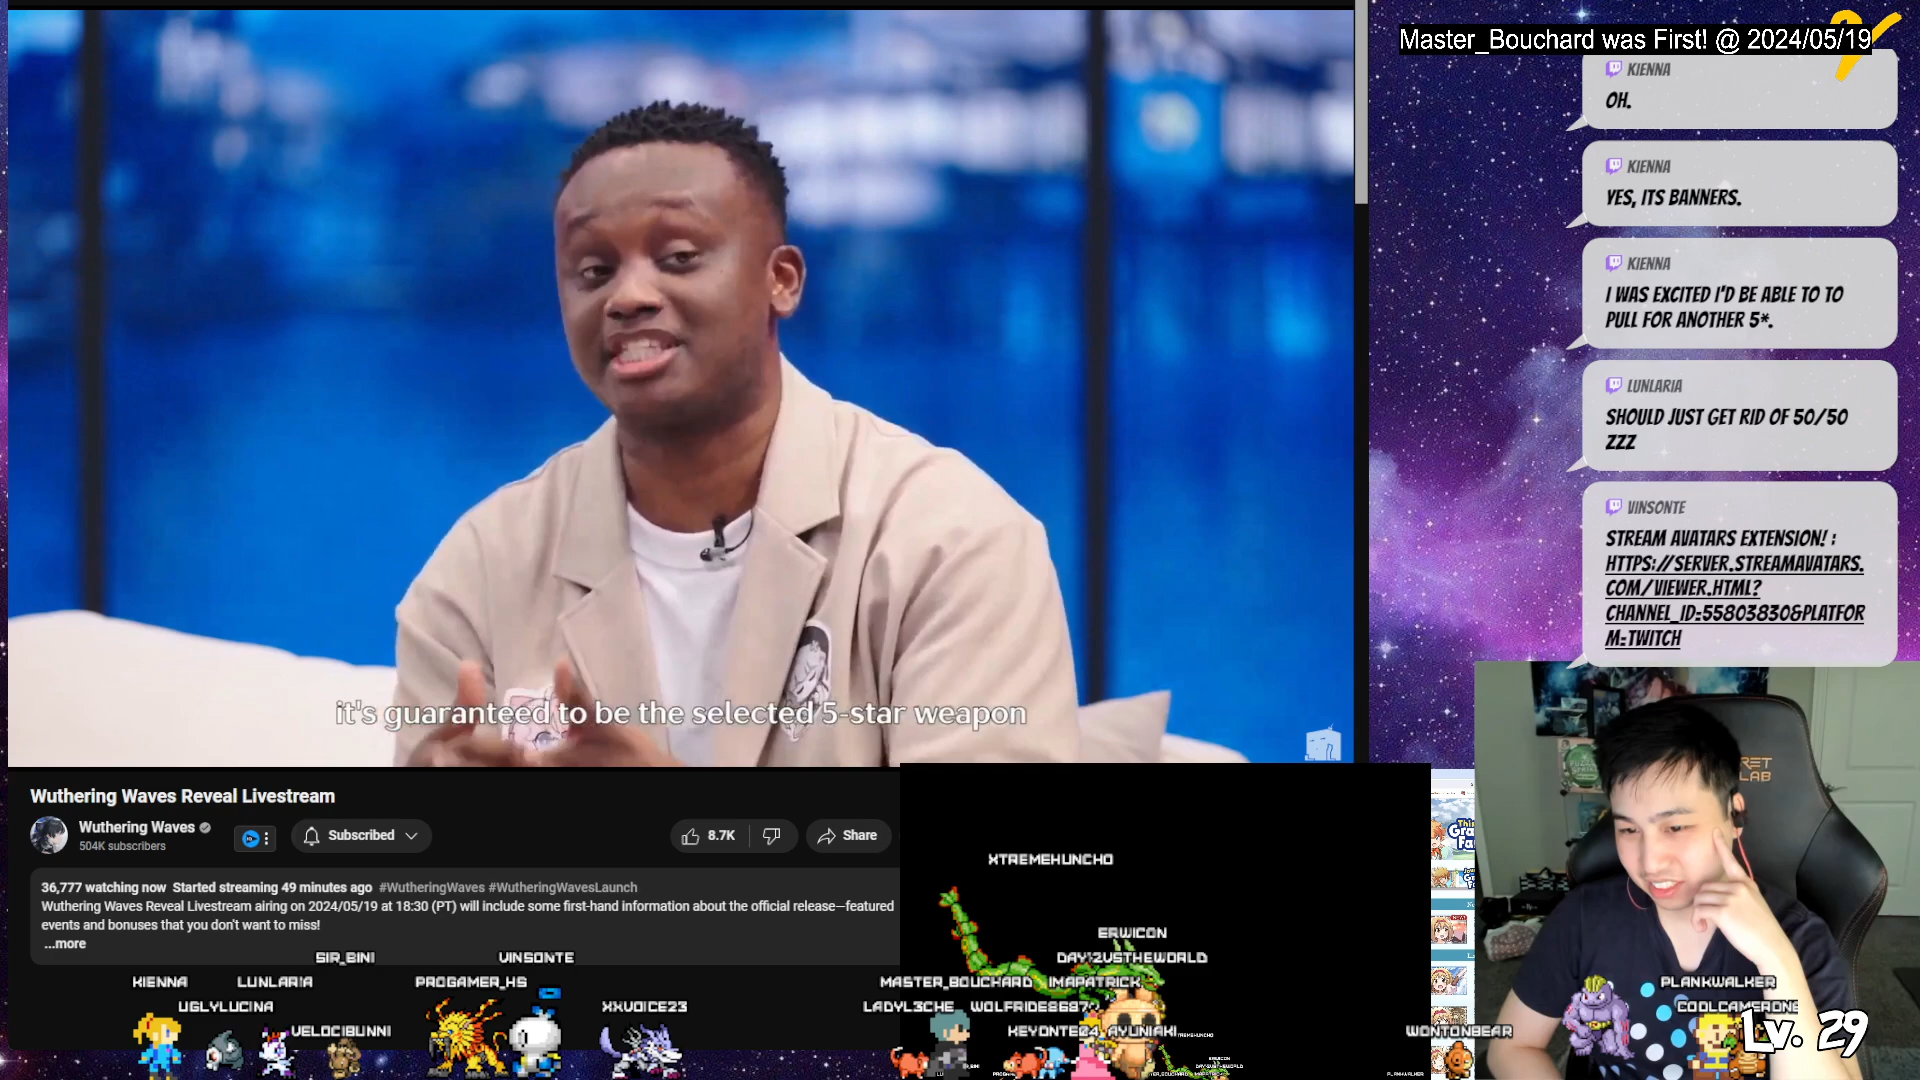 Master_Bouchard was First! @ 2024/05/19
KIENNA
OH.
KIENNA
YES, ITS BANNERS.
KIENNA
I WAS EXCITED I'D BE ABLE TO TO
PULL FOR ANOTHER 5*.
LUNLARIA
SHOULD JUST GET RID OF 50/50
ZZZ
VINSONTE
STREAM AVATARS EXTENSION! :
HTTPS://SERVER.STREAMAVATARS.
COM/VIEWER.HTML?
CHANNEL_ID=55803830&PLATFOR
M=TWITCH
it's guaranteed to be the selected 5-star weapon
Wuthering Waves Reveal Livestream
Wuthering Waves
504K subscribers
Subscribed
8.7K
Share
36,777 watching now Started streaming 49 minutes ago #WutheringWaves #WutheringWavesLaunch
Wuthering Waves Reveal Livestream airing on 2024/05/19 at 18:30 (PT) will include some first-hand information about the official release—featured
events and bonuses that you don't want to miss!
...more
XTREMEHUNCHO
ERWICON
SIR_BINI
VINSONTE
DAY12VSTHEWORLD
KIENNA
LUNLARIA
PROGAMER_HS
MASTER_BOUCHARD
IMAPATRICK
PLANKWALKER
UGLYLUCINA
XXVOICE23
LADYL3CHE
COOLCAMERONE
VELOCIBUNNI
KEYONTE04
AYUNIAKI
WONTONBEAR
Lv. 29